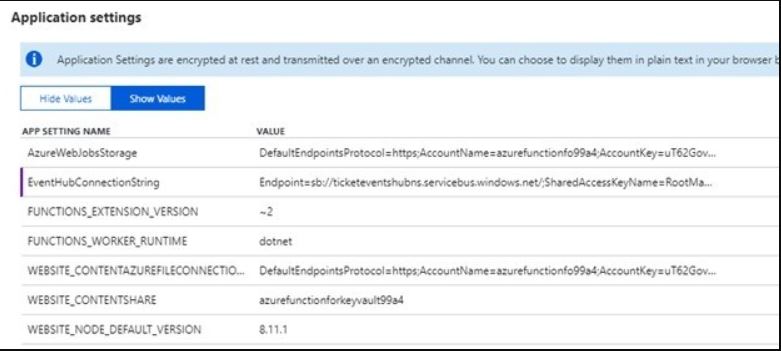 Application settings
Application Settings are encrypted at rest and transmitted over an encrypted channel. You can choose to display them in plain text in your browser b
Hide Values Show Values
APP SETTING NAME VALUE
AzureWebJobsStorage DefaultEndpointsProtocol=https;AccountName=azurefunctionfo99a4;AccountKey=uT62Gov...
EventHubConnectionString Endpoint=sb://ticketeventshubns.servicebus.windows.net/;SharedAccessKeyName=RootMa...
FUNCTIONS_EXTENSION_VERSION ~2
FUNCTIONS_WORKER_RUNTIME dotnet
WEBSITE_CONTENTAZUREFILECONNECTIO... DefaultEndpointsProtocol=https;AccountName=azurefunctionfo99a4;AccountKey=uT62Gov...
WEBSITE_CONTENTSHARE azurefunctionforkeyvault99a4
WEBSITE_NODE_DEFAULT_VERSION 8.11.1